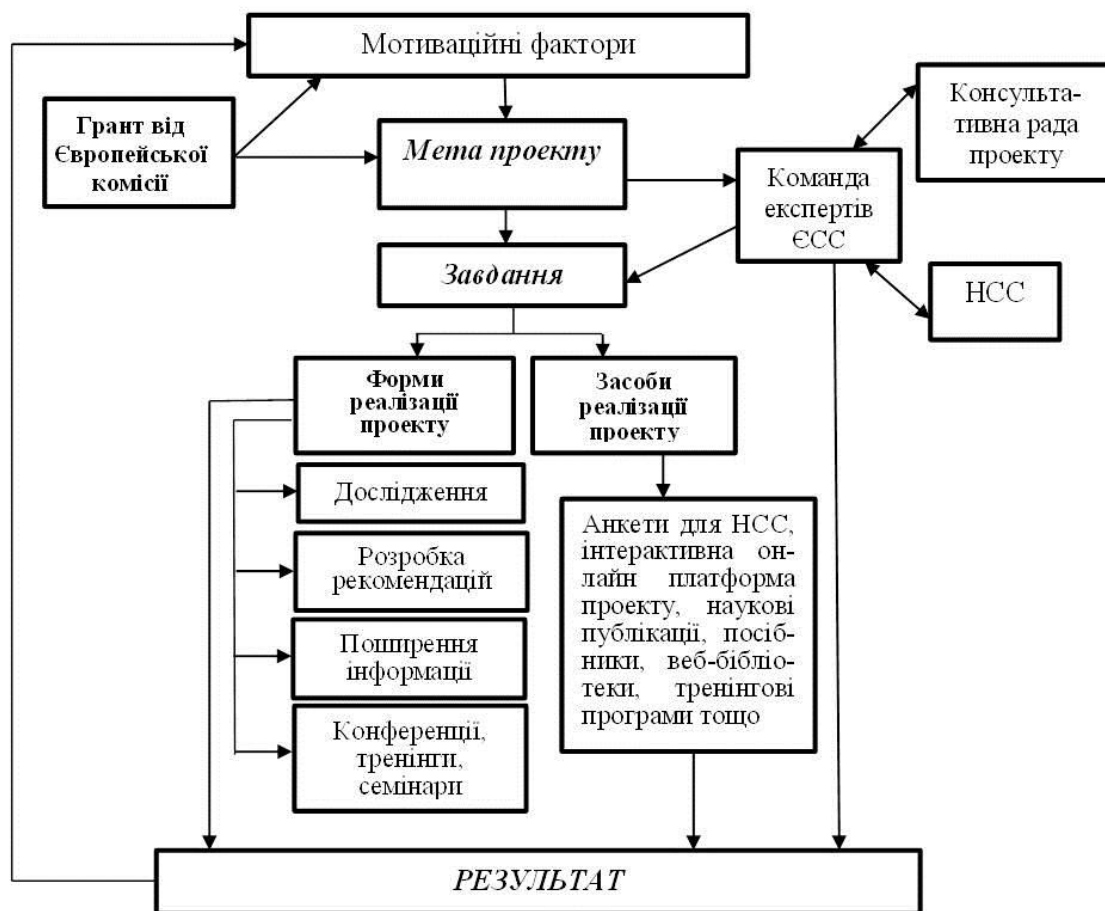 Мотиваційні фактори
Грант від
Європейської
комісії
Мета проекту
Консульта-
тивна рада
проекту
Команда
експертів
ЄСС
Завдання
НСС
Форми
реалізації
проекту
Засоби
реалізації
проекту
Дослідження
Розробка
рекомендацій
Поширення
інформації
Конференції,
тренінги,
семінари
Анкети для НСС,
інтерактивна он-
лайн платформа
проекту, наукові
публікації, посіб-
ники, веб-бібліо-
теки, тренінгові
програми тощо
РЕЗУЛЬТАТ